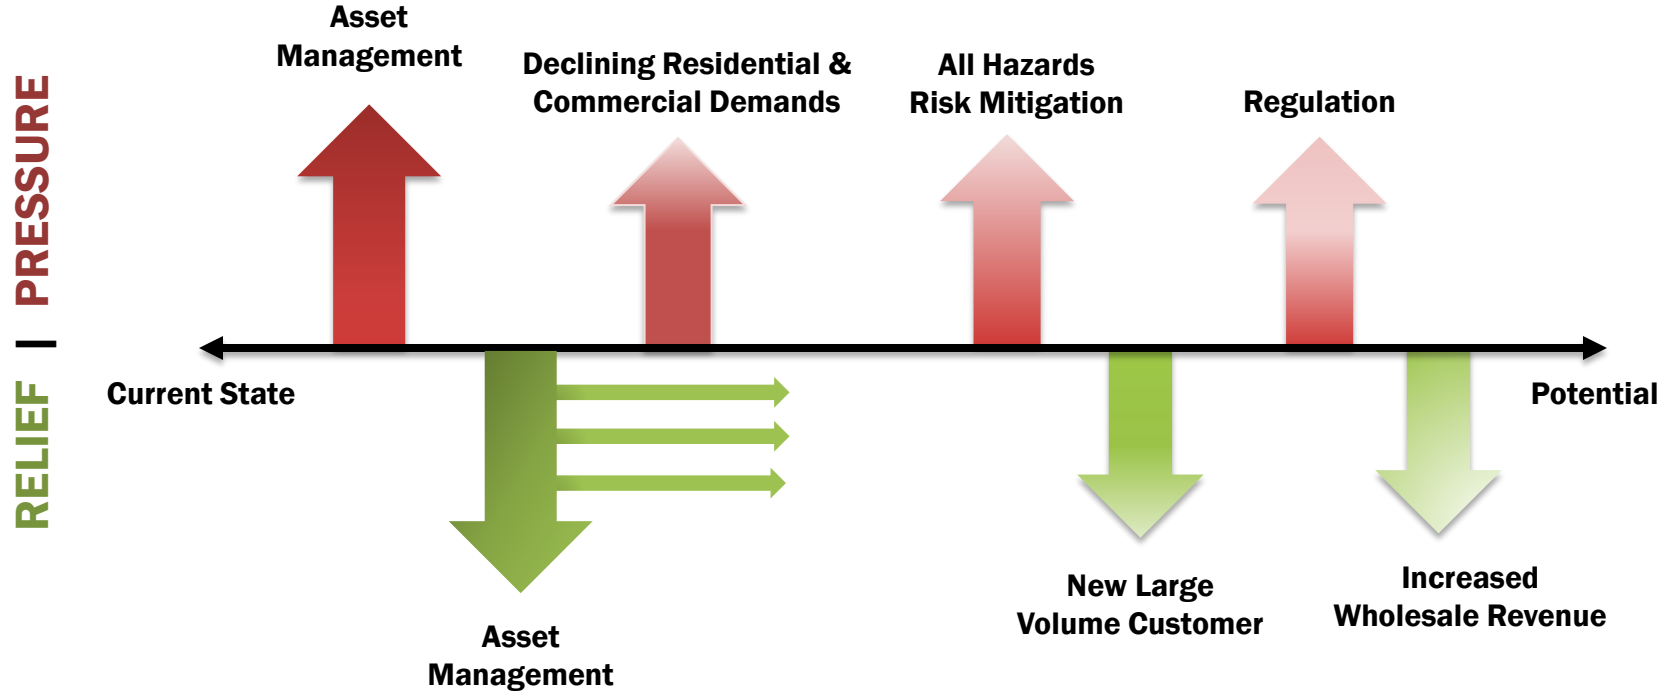 Asset
Management
Declining Residential &
Commercial Demands
All Hazards
Risk Mitigation
Regulation
RELIEF | PRESSURE
Current State
Potential
Asset
Management
New Large
Volume Customer
Increased
Wholesale Revenue